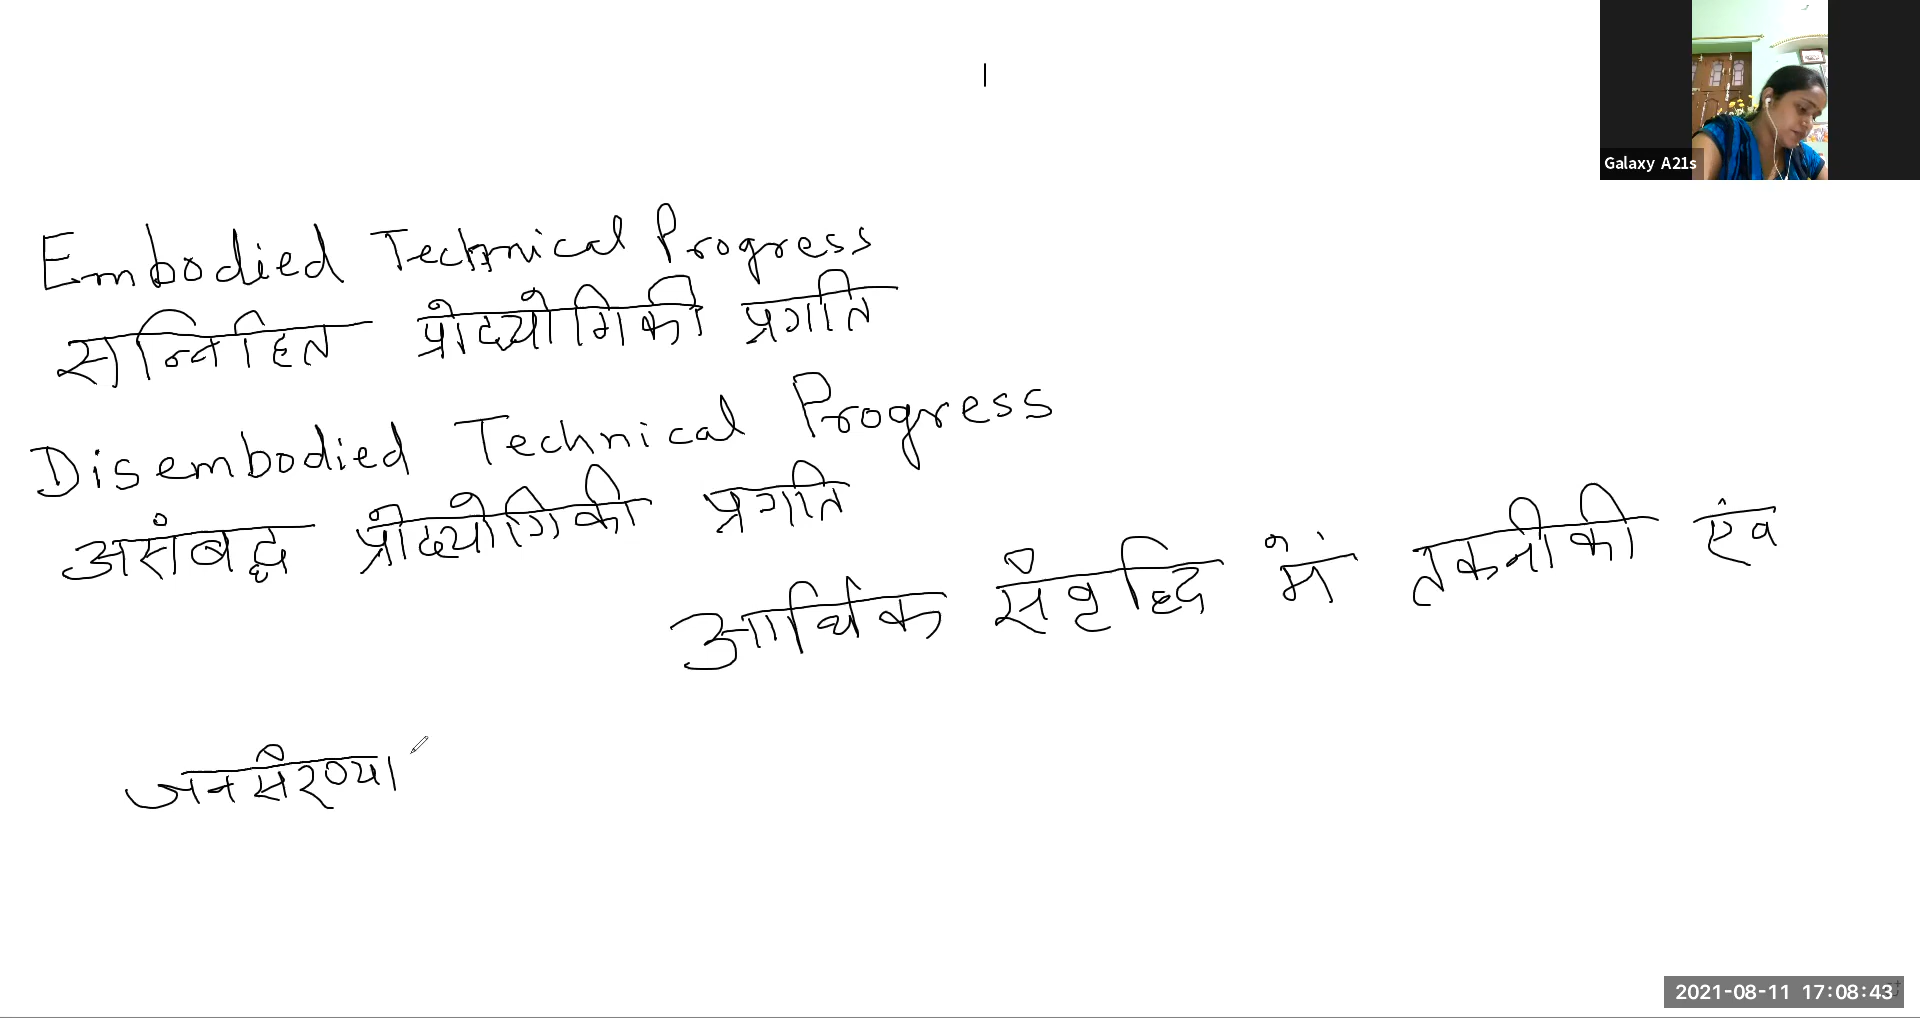 Galaxy A21s
Embodied Technical Progress
सन्निहित प्रोद्यौगिकी प्रगति
Disembodied Technical Progress
असंबद्ध प्रोद्यौगिकी प्रगति
आर्थिक संवृद्धि में तकनीकी एंव
जनसंख्या
2021-08-11 17:08:43